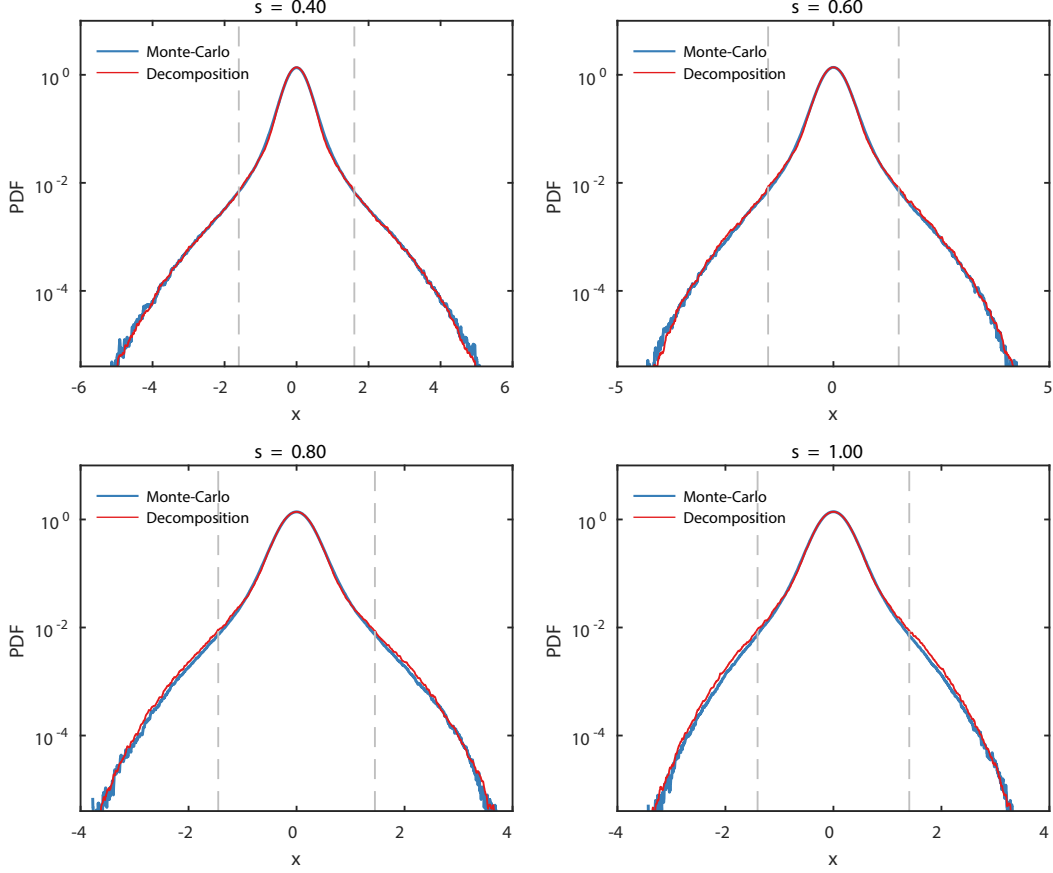 s = 0.40
Monte-Carlo
Decomposition
PDF
10^0
10^-2
10^-4
-6 -4 -2 0 2 4 6
x
s = 0.60
Monte-Carlo
Decomposition
PDF
10^0
10^-2
10^-4
-5 0 5
x
s = 0.80
Monte-Carlo
Decomposition
PDF
10^0
10^-2
10^-4
-4 -2 0 2 4
x
s = 1.00
Monte-Carlo
Decomposition
PDF
10^0
10^-2
10^-4
-4 -2 0 2 4
x